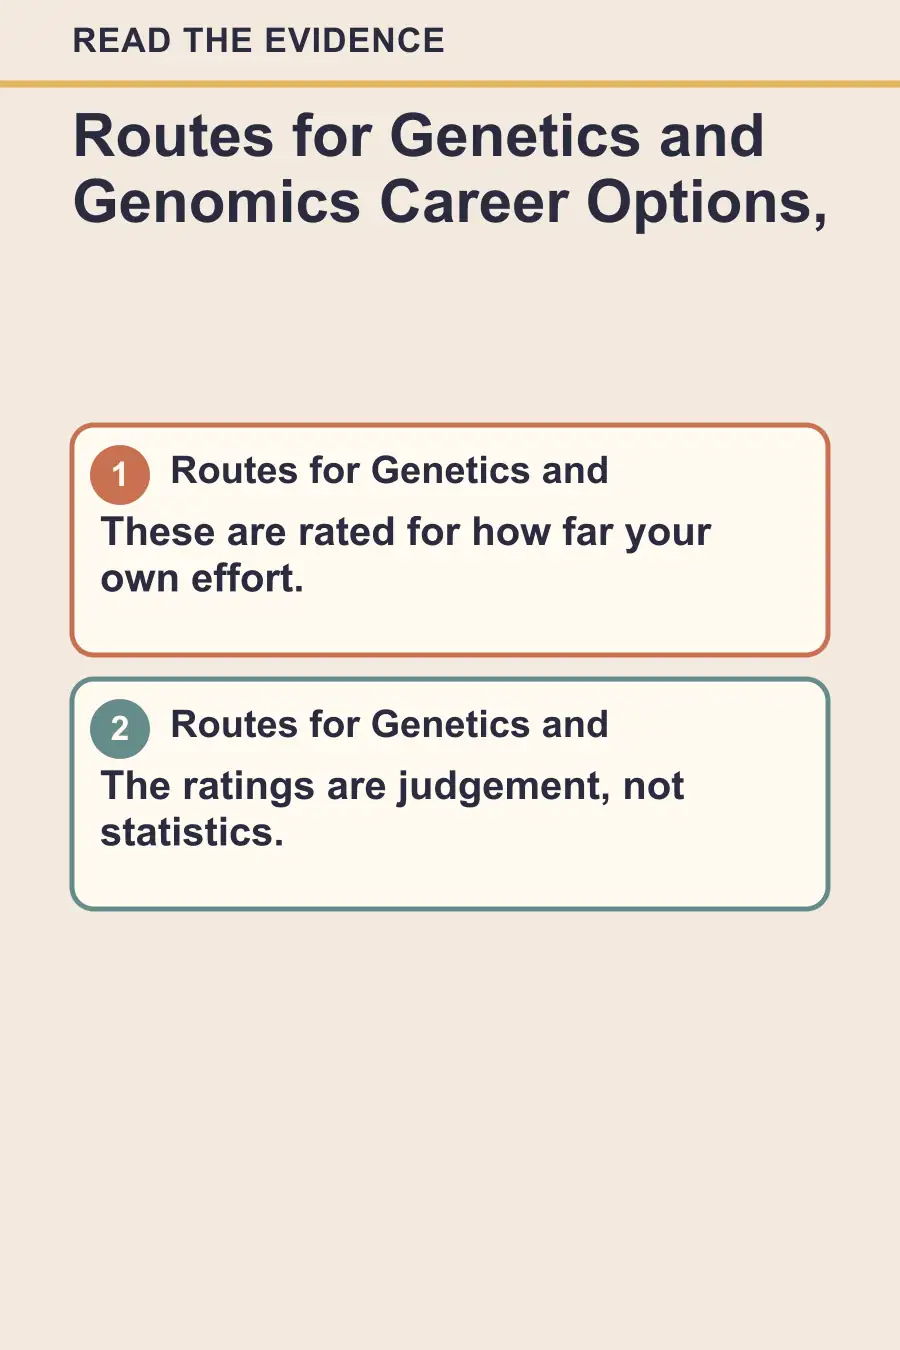 READ THE EVIDENCE
Routes for Genetics and
Genomics Career Options,
1 Routes for Genetics and
These are rated for how far your
own effort.
2 Routes for Genetics and
The ratings are judgement, not
statistics.